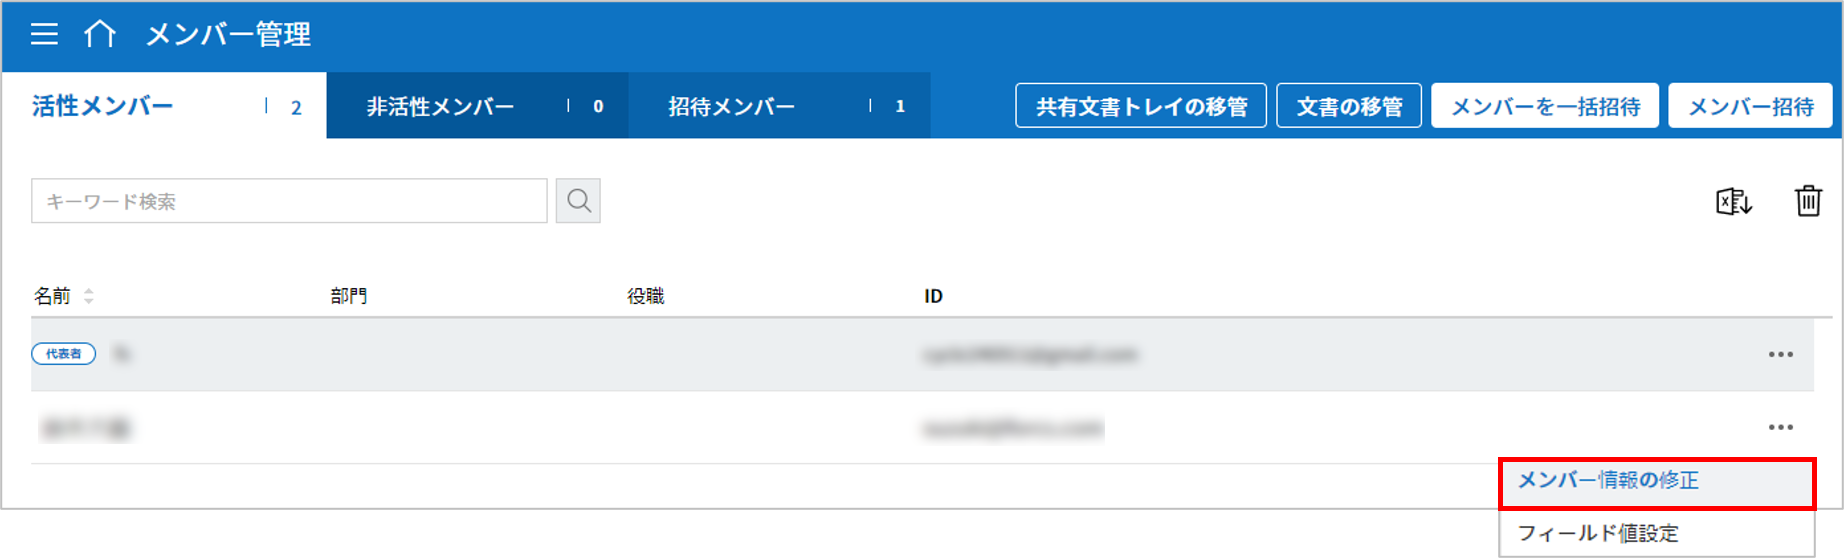 メンバー管理
活性メンバー 2 非活性メンバー 0 招待メンバー 1 共有文書トレイの移管 文書の移管 メンバーを一括招待 メンバー招待
キーワード検索
名前 部門 役職 ID
代表者
メンバー情報の修正
フィールド値設定